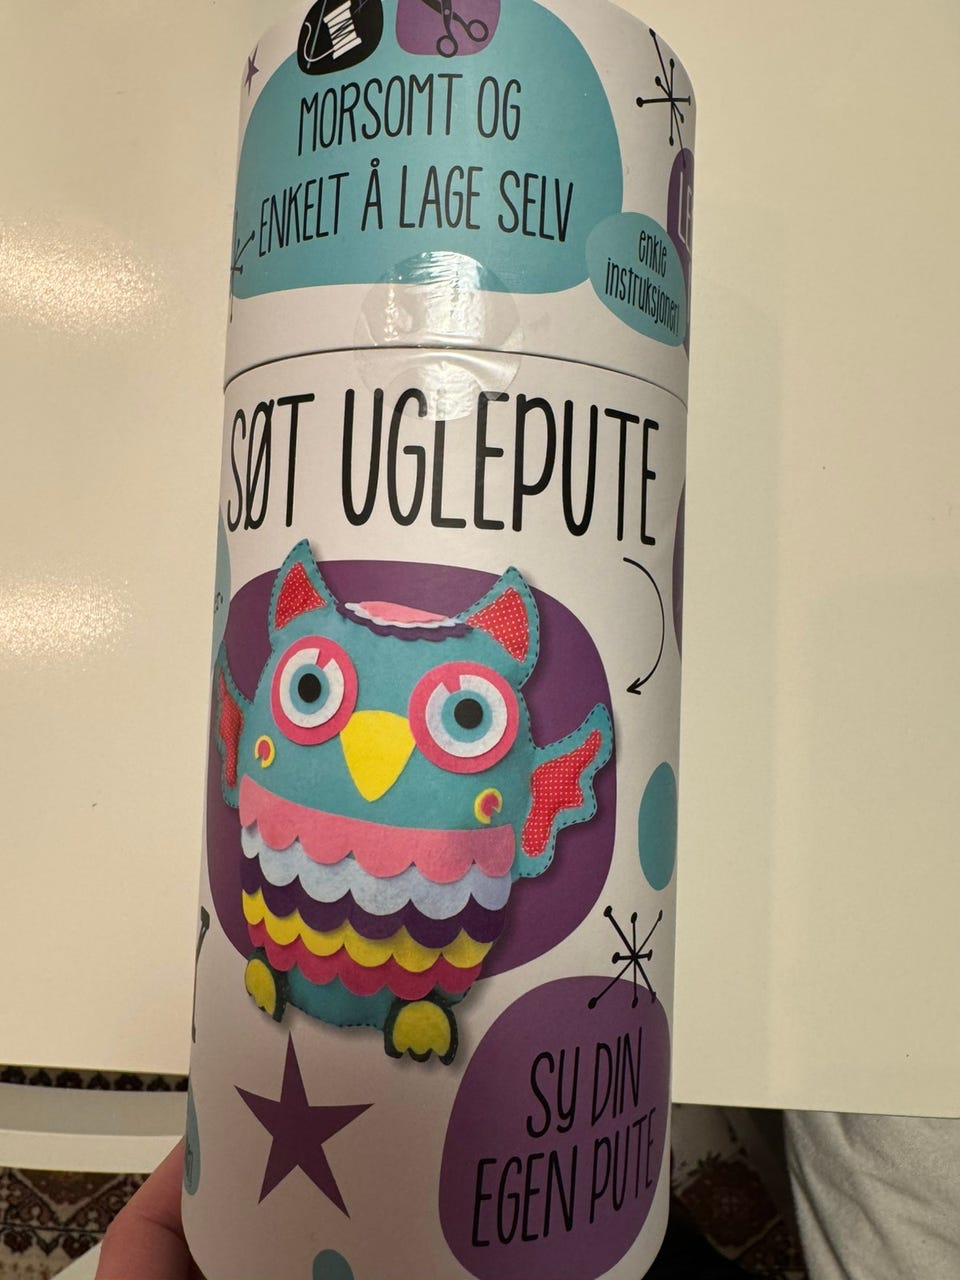 MORSOMT OG
ENKELT Å LAGE SELV
enkle
instruksjoner!
SØT UGLEPUTE
SY DIN
EGEN PUTE